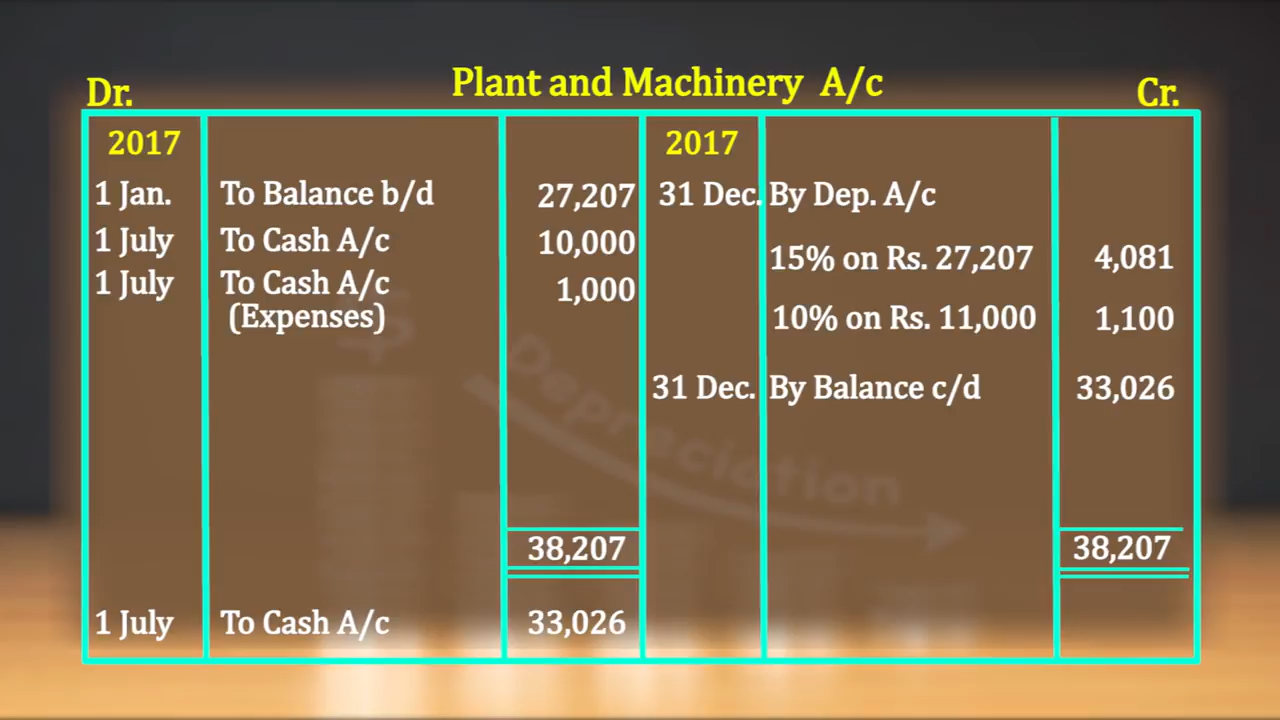 Plant and Machinery A/c
Dr. Cr.
2017 2017
1 Jan. To Balance b/d 27,207 31 Dec. By Dep. A/c
1 July To Cash A/c 10,000 15% on Rs. 27,207 4,081
1 July To Cash A/c 1,000
(Expenses) 10% on Rs. 11,000 1,100
31 Dec. By Balance c/d 33,026
38,207 38,207
1 July To Cash A/c 33,026
Depreciation